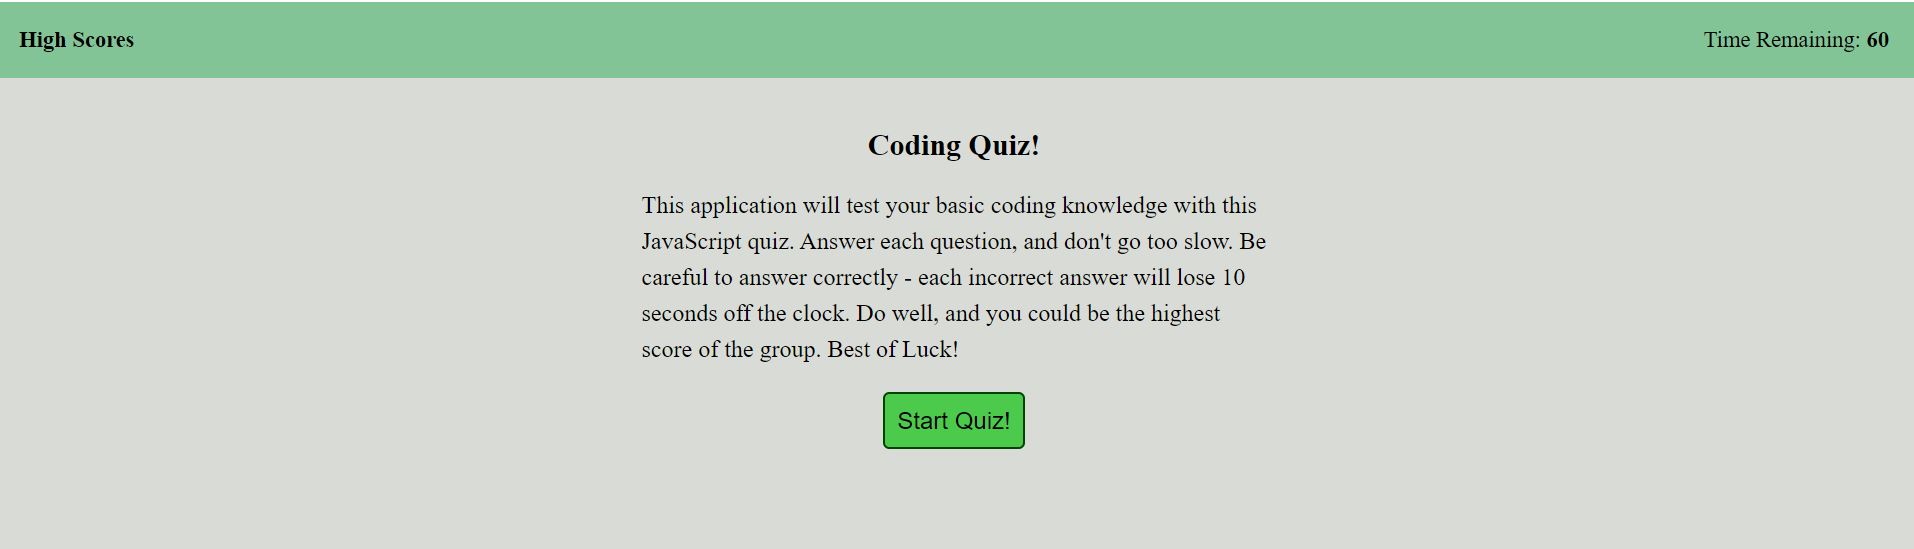 High Scores
Time Remaining: 60
Coding Quiz!
This application will test your basic coding knowledge with this
JavaScript quiz. Answer each question, and don't go too slow. Be
careful to answer correctly - each incorrect answer will lose 10
seconds off the clock. Do well, and you could be the highest
score of the group. Best of Luck!
Start Quiz!